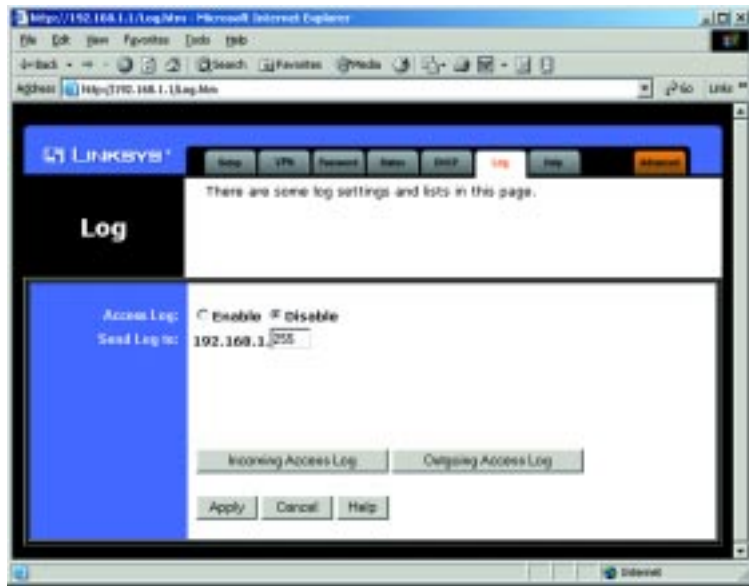 http://192.168.1.1/Log.htm - Microsoft Internet Explorer
File Edit View Favorites Tools Help
Back Search Favorites Media
Address http://192.168.1.1/Log.htm Go Links
LINKSYS
Setup VPN Password Status DHCP Log Help Advanced
There are some log settings and lists in this page.
Log
Access Log: Enable Disable
Send Log to: 192.168.1. 255
Incoming Access Log Outgoing Access Log
Apply Cancel Help
Internet